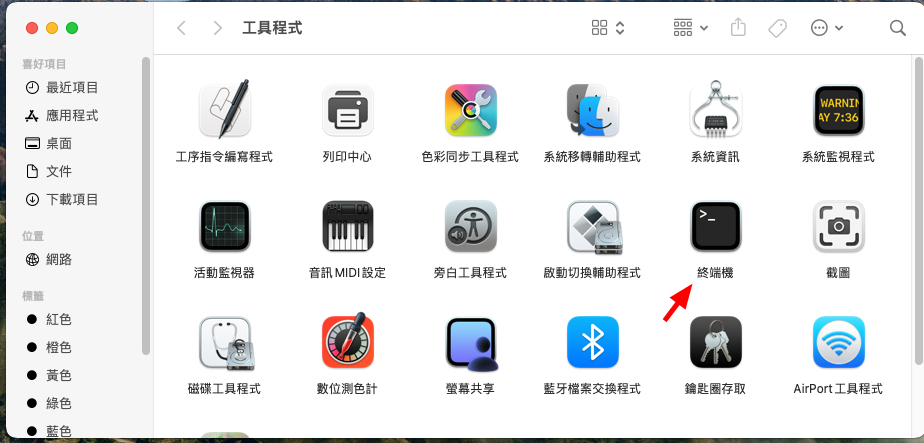 工具程式
喜好項目
最近項目
應用程式
桌面
文件
下載項目
位置
網路
標籤
紅色
橙色
黃色
綠色
藍色
WARNIN
AY 7:36
工序指令編寫程式
列印中心
色彩同步工具程式
系統移轉輔助程式
系統資訊
系統監視程式
>_
活動監視器
音訊 MIDI 設定
旁白工具程式
啟動切換輔助程式
終端機
截圖
磁碟工具程式
數位測色計
螢幕共享
藍牙檔案交換程式
鑰匙圈存取
AirPort 工具程式